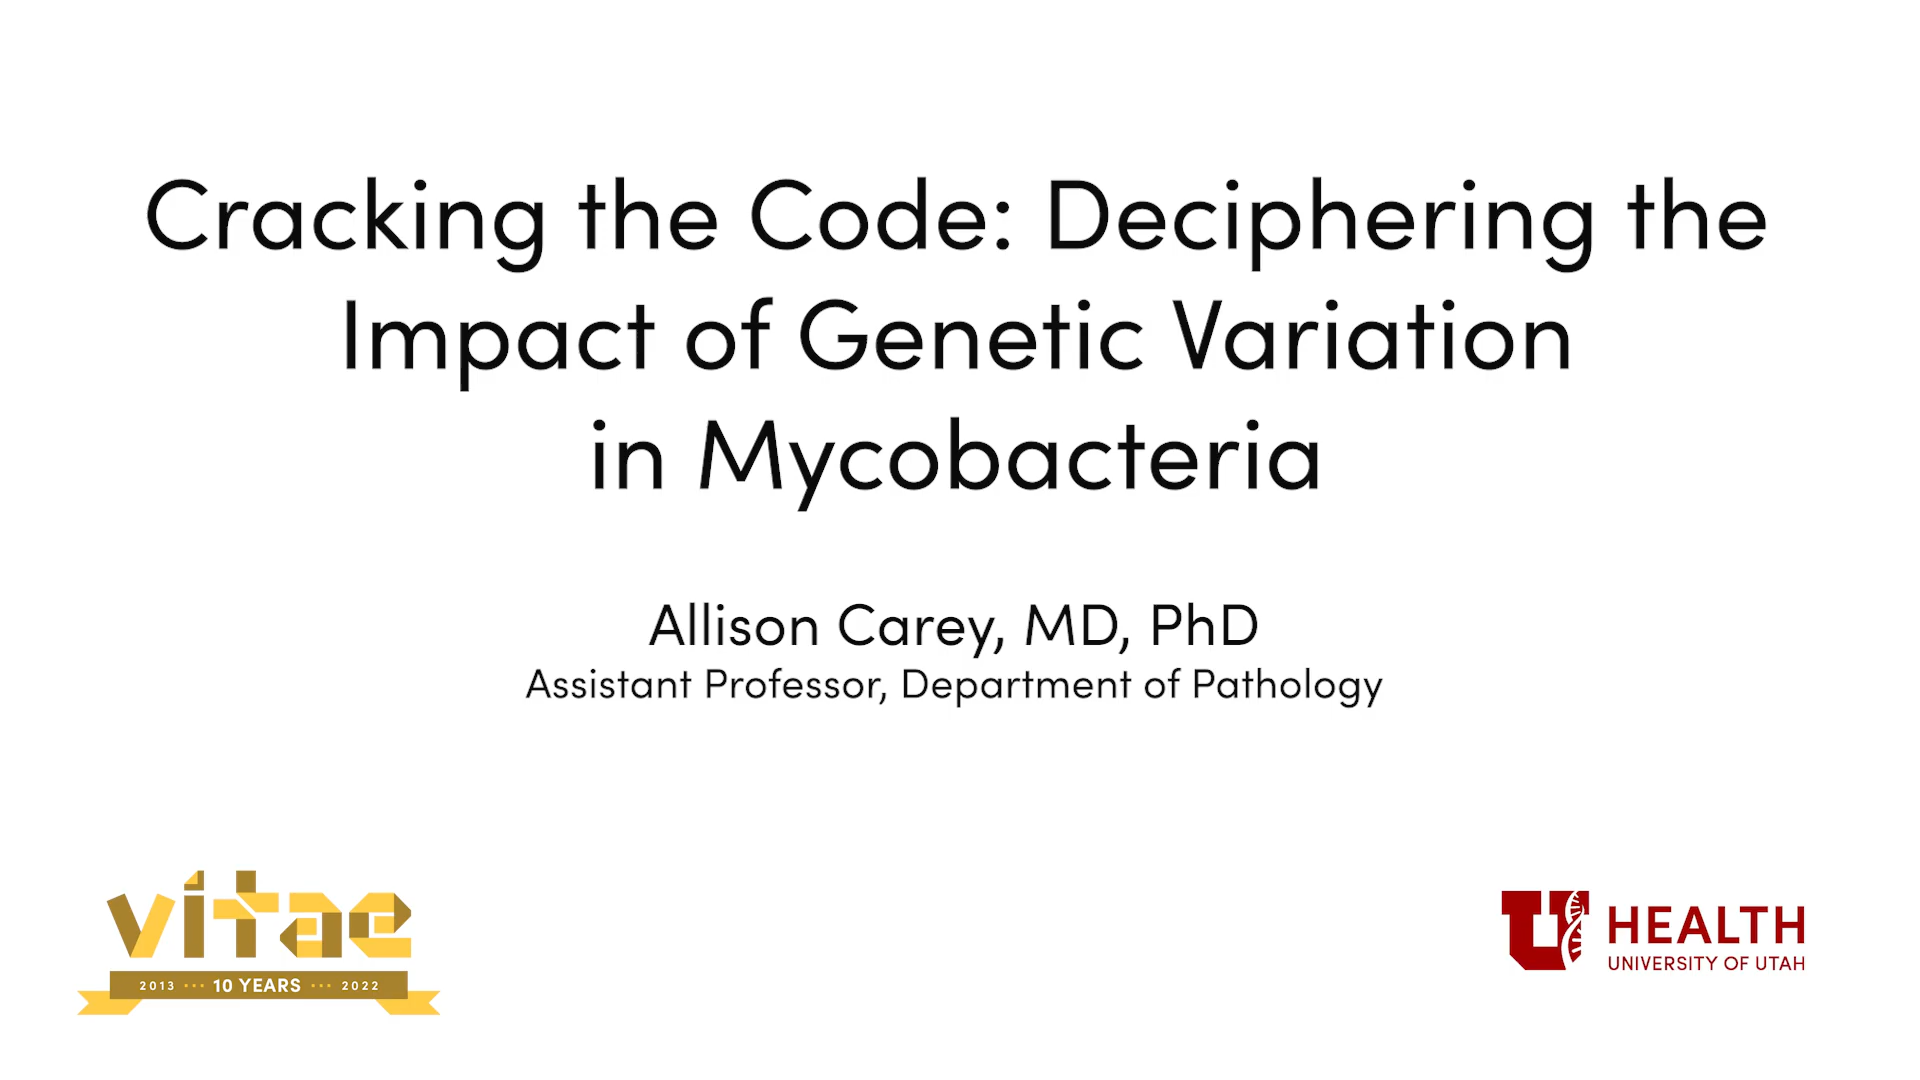 Cracking the Code: Deciphering the
Impact of Genetic Variation
in Mycobacteria
Allison Carey, MD, PhD
Assistant Professor, Department of Pathology
vitae
2013 ••• 10 YEARS ••• 2022
U HEALTH
UNIVERSITY OF UTAH